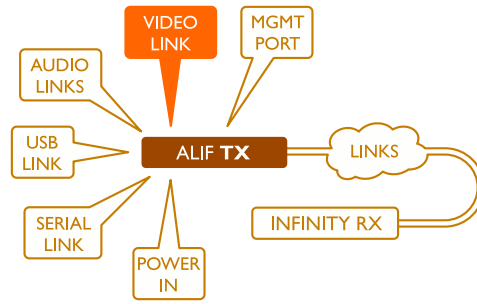 VIDEO
LINK
MGMT
PORT
AUDIO
LINKS
USB
LINK
ALIF TX
LINKS
SERIAL
LINK
INFINITY RX
POWER
IN